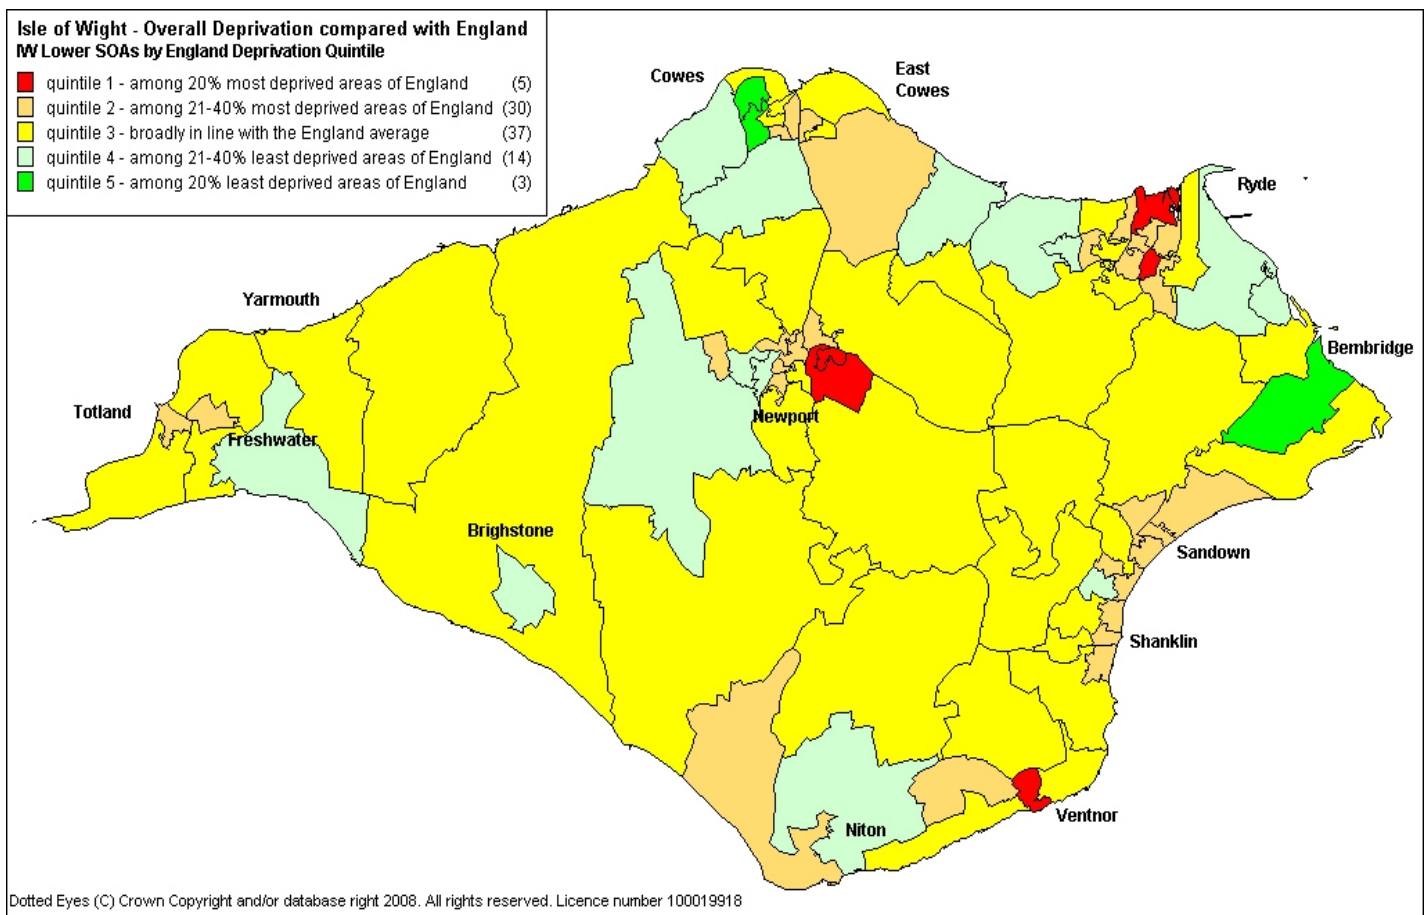 Isle of Wight - Overall Deprivation compared with England
IW Lower SOAs by England Deprivation Quintile
quintile 1 - among 20% most deprived areas of England (5)
quintile 2 - among 21-40% most deprived areas of England (30)
quintile 3 - broadly in line with the England average (37)
quintile 4 - among 21-40% least deprived areas of England (14)
quintile 5 - among 20% least deprived areas of England (3)
Cowes
East
Cowes
Ryde
Yarmouth
Bembridge
Totland
Newport
Freshwater
Brighstone
Sandown
Shanklin
Ventnor
Niton
Dotted Eyes (C) Crown Copyright and/or database right 2008. All rights reserved. Licence number 100019918